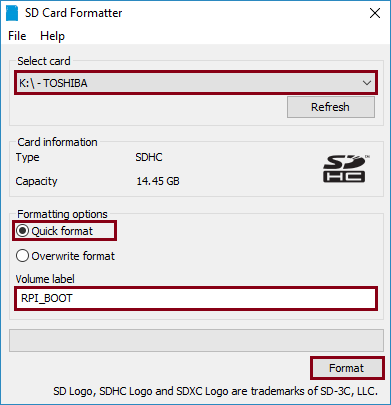 SD Card Formatter
File Help
Select card
K:\ - TOSHIBA
Refresh
Card information
Type SDHC
Capacity 14.45 GB
SD
HC
Formatting options
Quick format
Overwrite format
Volume label
RPI_BOOT
Format
SD Logo, SDHC Logo and SDXC Logo are trademarks of SD-3C, LLC.